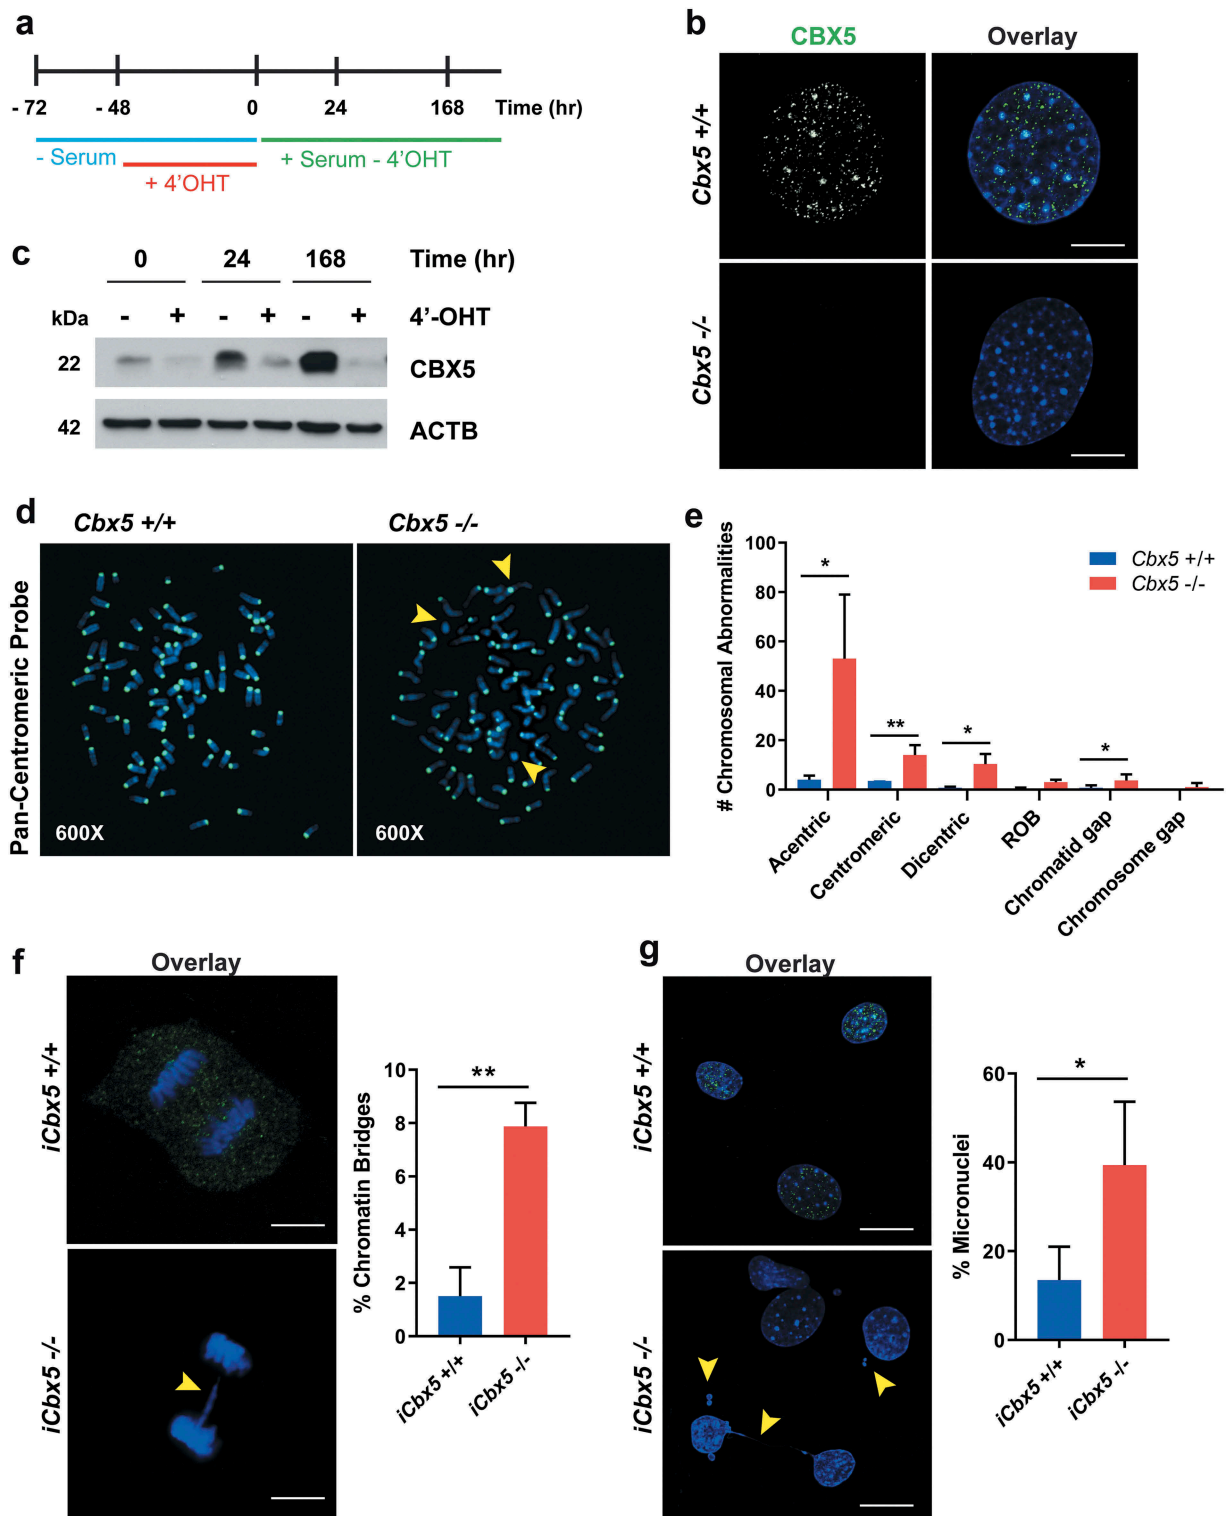 a
-72 -48 0 24 168 Time (hr)
- Serum
+ 4'OHT
+ Serum - 4'OHT
b
CBX5 Overlay
Cbx5 +/+
Cbx5 -/-
c
0 24 168 Time (hr)
kDa - + - + - + 4'-OHT
22 CBX5
42 ACTB
d
Cbx5 +/+ Cbx5 -/-
Pan-Centromeric Probe
600X 600X
e
# Chromosomal Abnormalities
100
80
60
40
20
0
* ** * *
Cbx5 +/+
Cbx5 -/-
Acentric
Centromeric
Dicentric
ROB
Chromatid gap
Chromosome gap
f
Overlay
iCbx5 +/+
iCbx5 -/-
% Chromatin Bridges
10
8
6
4
2
0
**
iCbx5 +/+
iCbx5 -/-
g
Overlay
iCbx5 +/+
iCbx5 -/-
% Micronuclei
60
40
20
0
*
iCbx5 +/+
iCbx5 -/-